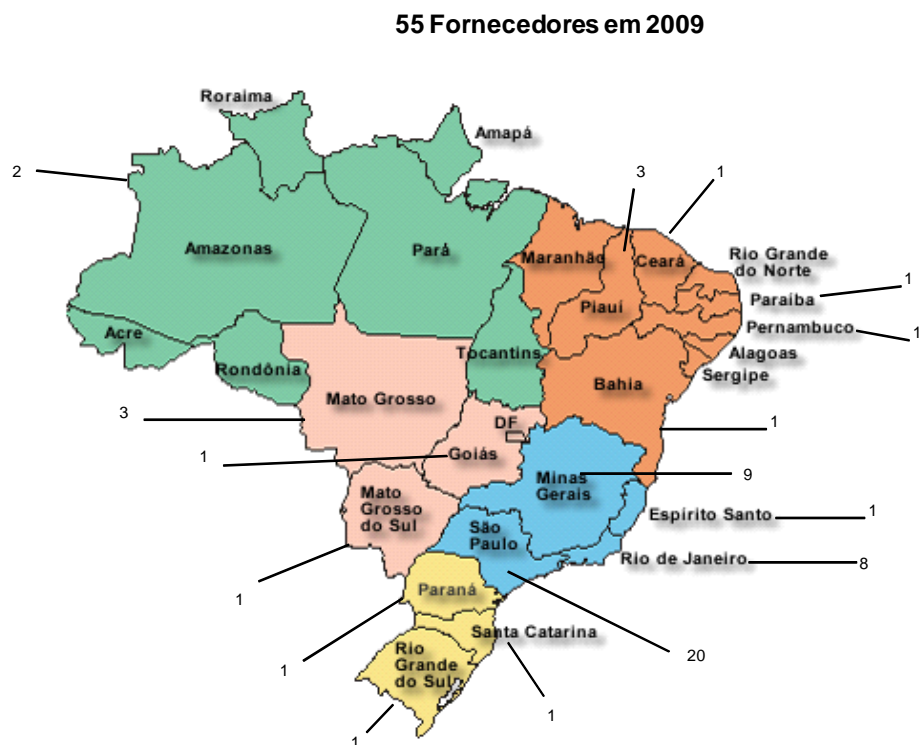 55 Fornecedores em 2009
Roraima
Amapá
2
3
1
Amazonas
Pará
Maranhão
Ceará
Rio Grande
do Norte
1
Paraíba
Piauí
Pernambuco
1
Acre
Rondônia
Tocantins
Alagoas
Sergipe
Bahia
Mato Grosso
3
DF
1
1
Goiás
Minas
Gerais
9
Mato
Grosso
do Sul
São
Paulo
Espírito Santo
1
Rio de Janeiro
8
1
Paraná
Santa Catarina
20
1
Rio
Grande
do Sul
1
1